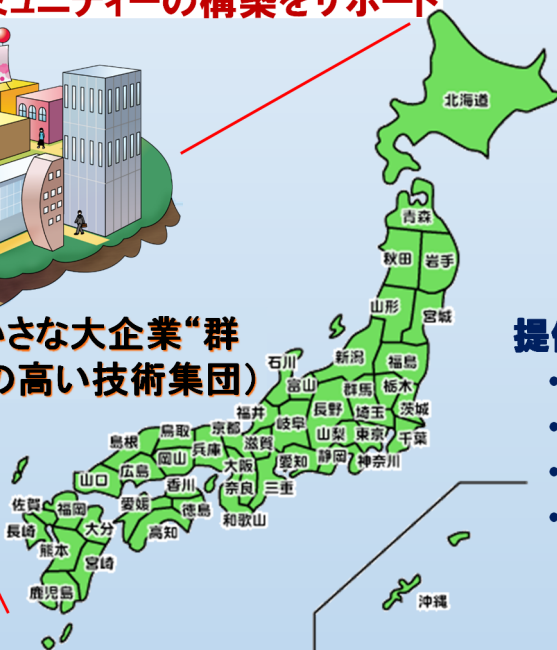 ミュニティーの構築をサポート
北海道
青森
秋田
岩手
山形
宮城
さな大企業“群
の高い技術集団）
提
石川
新潟
福島
富山
群馬
栃木
福井
長野
埼玉
茨城
岐阜
鳥取
京都
滋賀
山梨
東京
千葉
島根
兵庫
岡山
大阪
愛知
静岡
神奈川
広島
山口
香川
奈良
三重
佐賀
福岡
愛媛
徳島
和歌山
長崎
大分
高知
熊本
宮崎
鹿児島
沖縄